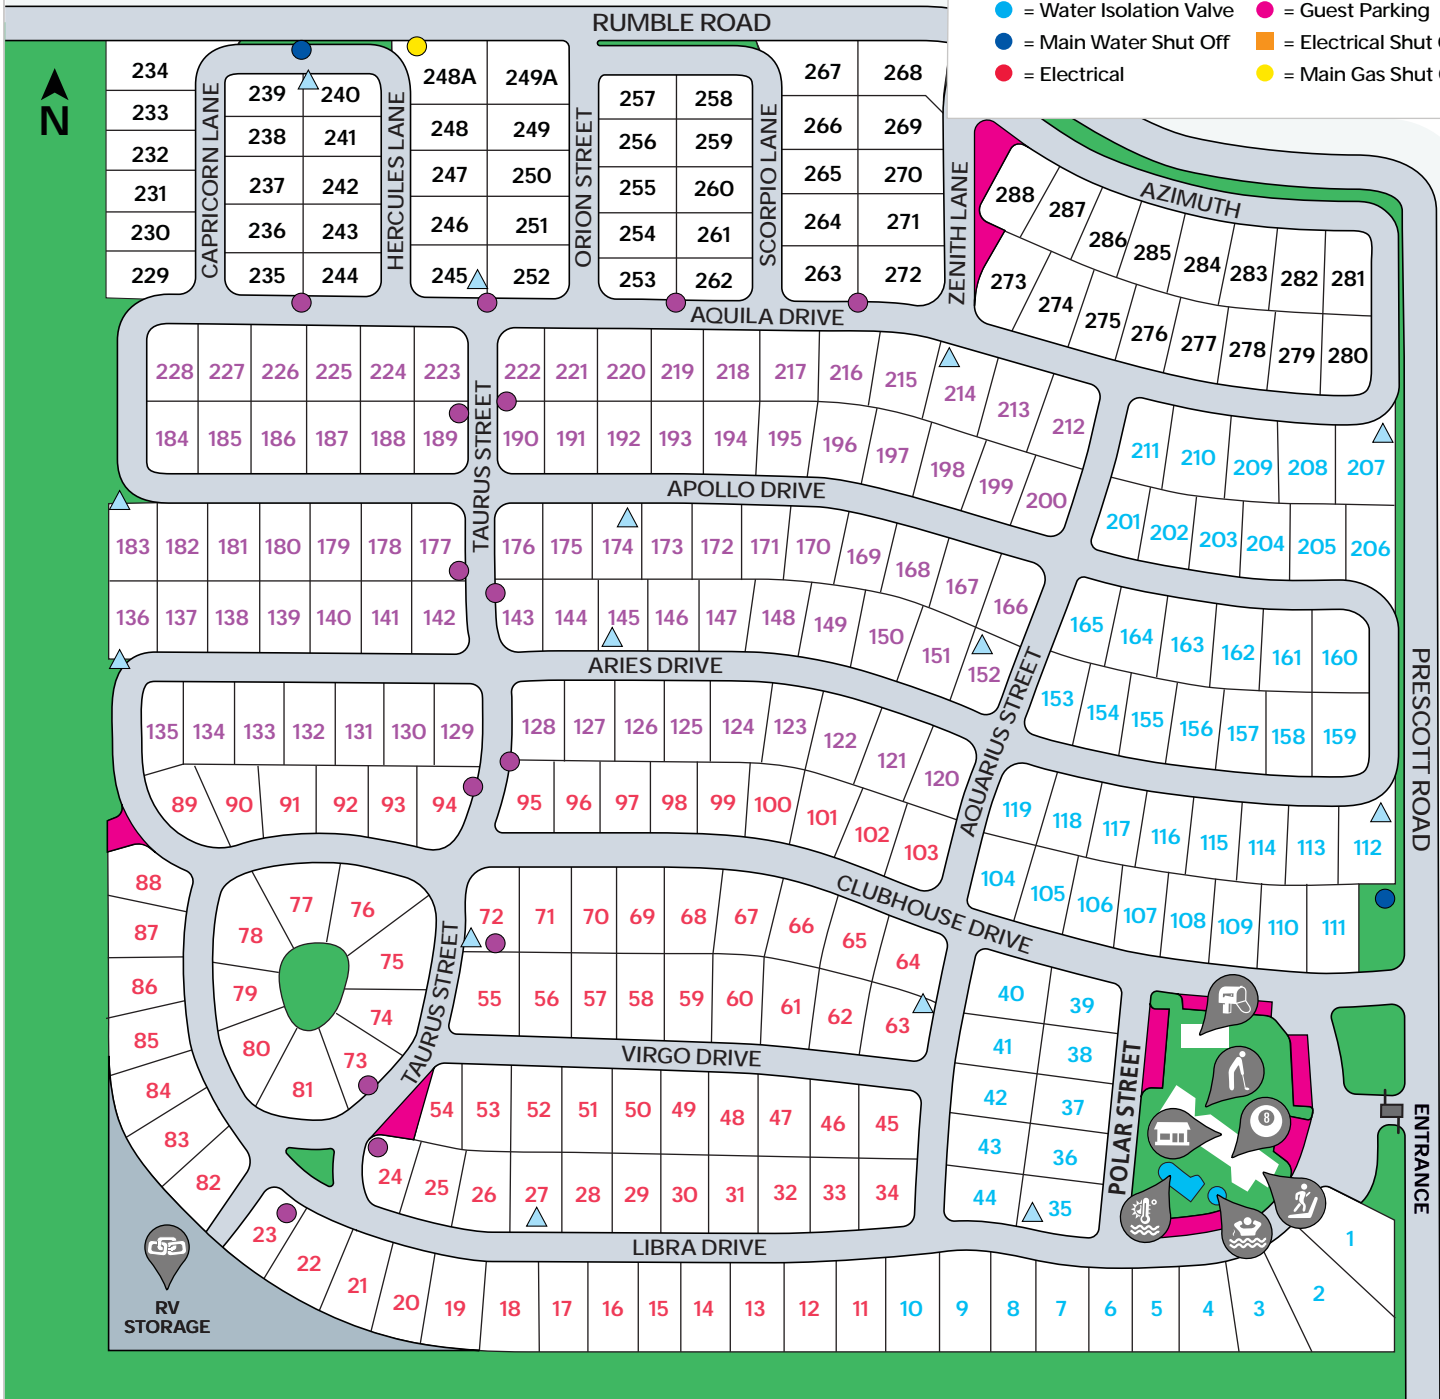 RUMBLE ROAD
= Water Isolation Valve
= Guest Parking
= Main Water Shut Off
= Electrical Shut
= Electrical
= Main Gas Shut
N
234
233
232
231
230
229
CAPRICORN LANE
239 240
238 241
237 242
236 243
235 244
HERCULES LANE
248A 249A
248 249
247 250
246 251
245 252
ORION STREET
257 258
256 259
255 260
254 261
253 262
SCORPIO LANE
267 268
266 269
265 270
264 271
263 272
ZENITH LANE
AZIMUTH
288 287 286 285 284 283 282 281
273 274 275 276 277 278 279 280
AQUILA DRIVE
228 227 226 225 224 223
184 185 186 187 188 189
TAURUS STREET
222 221 220 219 218 217 216 215 214 213 212
190 191 192 193 194 195 196 197 198 199 200
211 210 209 208 207
201 202 203 204 205 206
APOLLO DRIVE
183 182 181 180 179 178 177
136 137 138 139 140 141 142
176 175 174 173 172 171 170 169 168 167 166
143 144 145 146 147 148 149 150 151 152
165 164 163 162 161 160
153 154 155 156 157 158 159
ARIES DRIVE
AQUARIUS STREET
PRESCOTT ROAD
135 134 133 132 131 130 129
89 90 91 92 93 94
128 127 126 125 124 123 122 121 120
95 96 97 98 99 100 101 102 103
119 118 117 116 115 114 113 112
104 105 106 107 108 109 110 111
CLUBHOUSE DRIVE
88
87
86
85
84
83
82
77 76
78 75
79 74
80 73
81
TAURUS STREET
72 71 70 69 68 67 66 65 64
55 56 57 58 59 60 61 62 63
VIRGO DRIVE
54 53 52 51 50 49 48 47 46 45
24 25 26 27 28 29 30 31 32 33 34
40 39
41 38
42 37
43 36
44 35
POLAR STREET
8
ENTRANCE
LIBRA DRIVE
23 22 21 20 19 18 17 16 15 14 13 12 11 10 9 8 7 6 5 4 3 2 1
RV
STORAGE